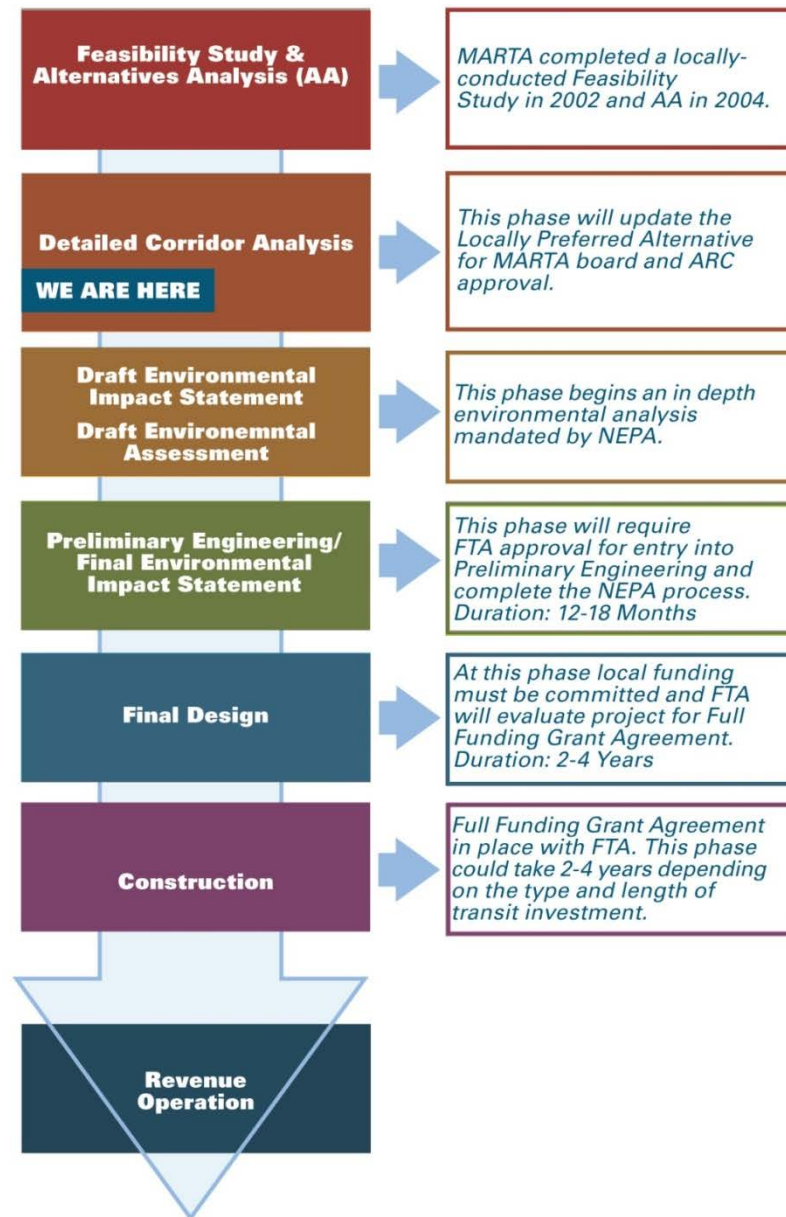 Feasibility Study &
Alternatives Analysis (AA)
MARTA completed a locally-
conducted Feasibility
Study in 2002 and AA in 2004.
Detailed Corridor Analysis
WE ARE HERE
This phase will update the
Locally Preferred Alternative
for MARTA board and ARC
approval.
Draft Environmental
Impact Statement
Draft Environemntal
Assessment
This phase begins an in depth
environmental analysis
mandated by NEPA.
Preliminary Engineering/
Final Environmental
Impact Statement
This phase will require
FTA approval for entry into
Preliminary Engineering and
complete the NEPA process.
Duration: 12-18 Months
Final Design
At this phase local funding
must be committed and FTA
will evaluate project for Full
Funding Grant Agreement.
Duration: 2-4 Years
Construction
Full Funding Grant Agreement
in place with FTA. This phase
could take 2-4 years depending
on the type and length of
transit investment.
Revenue
Operation